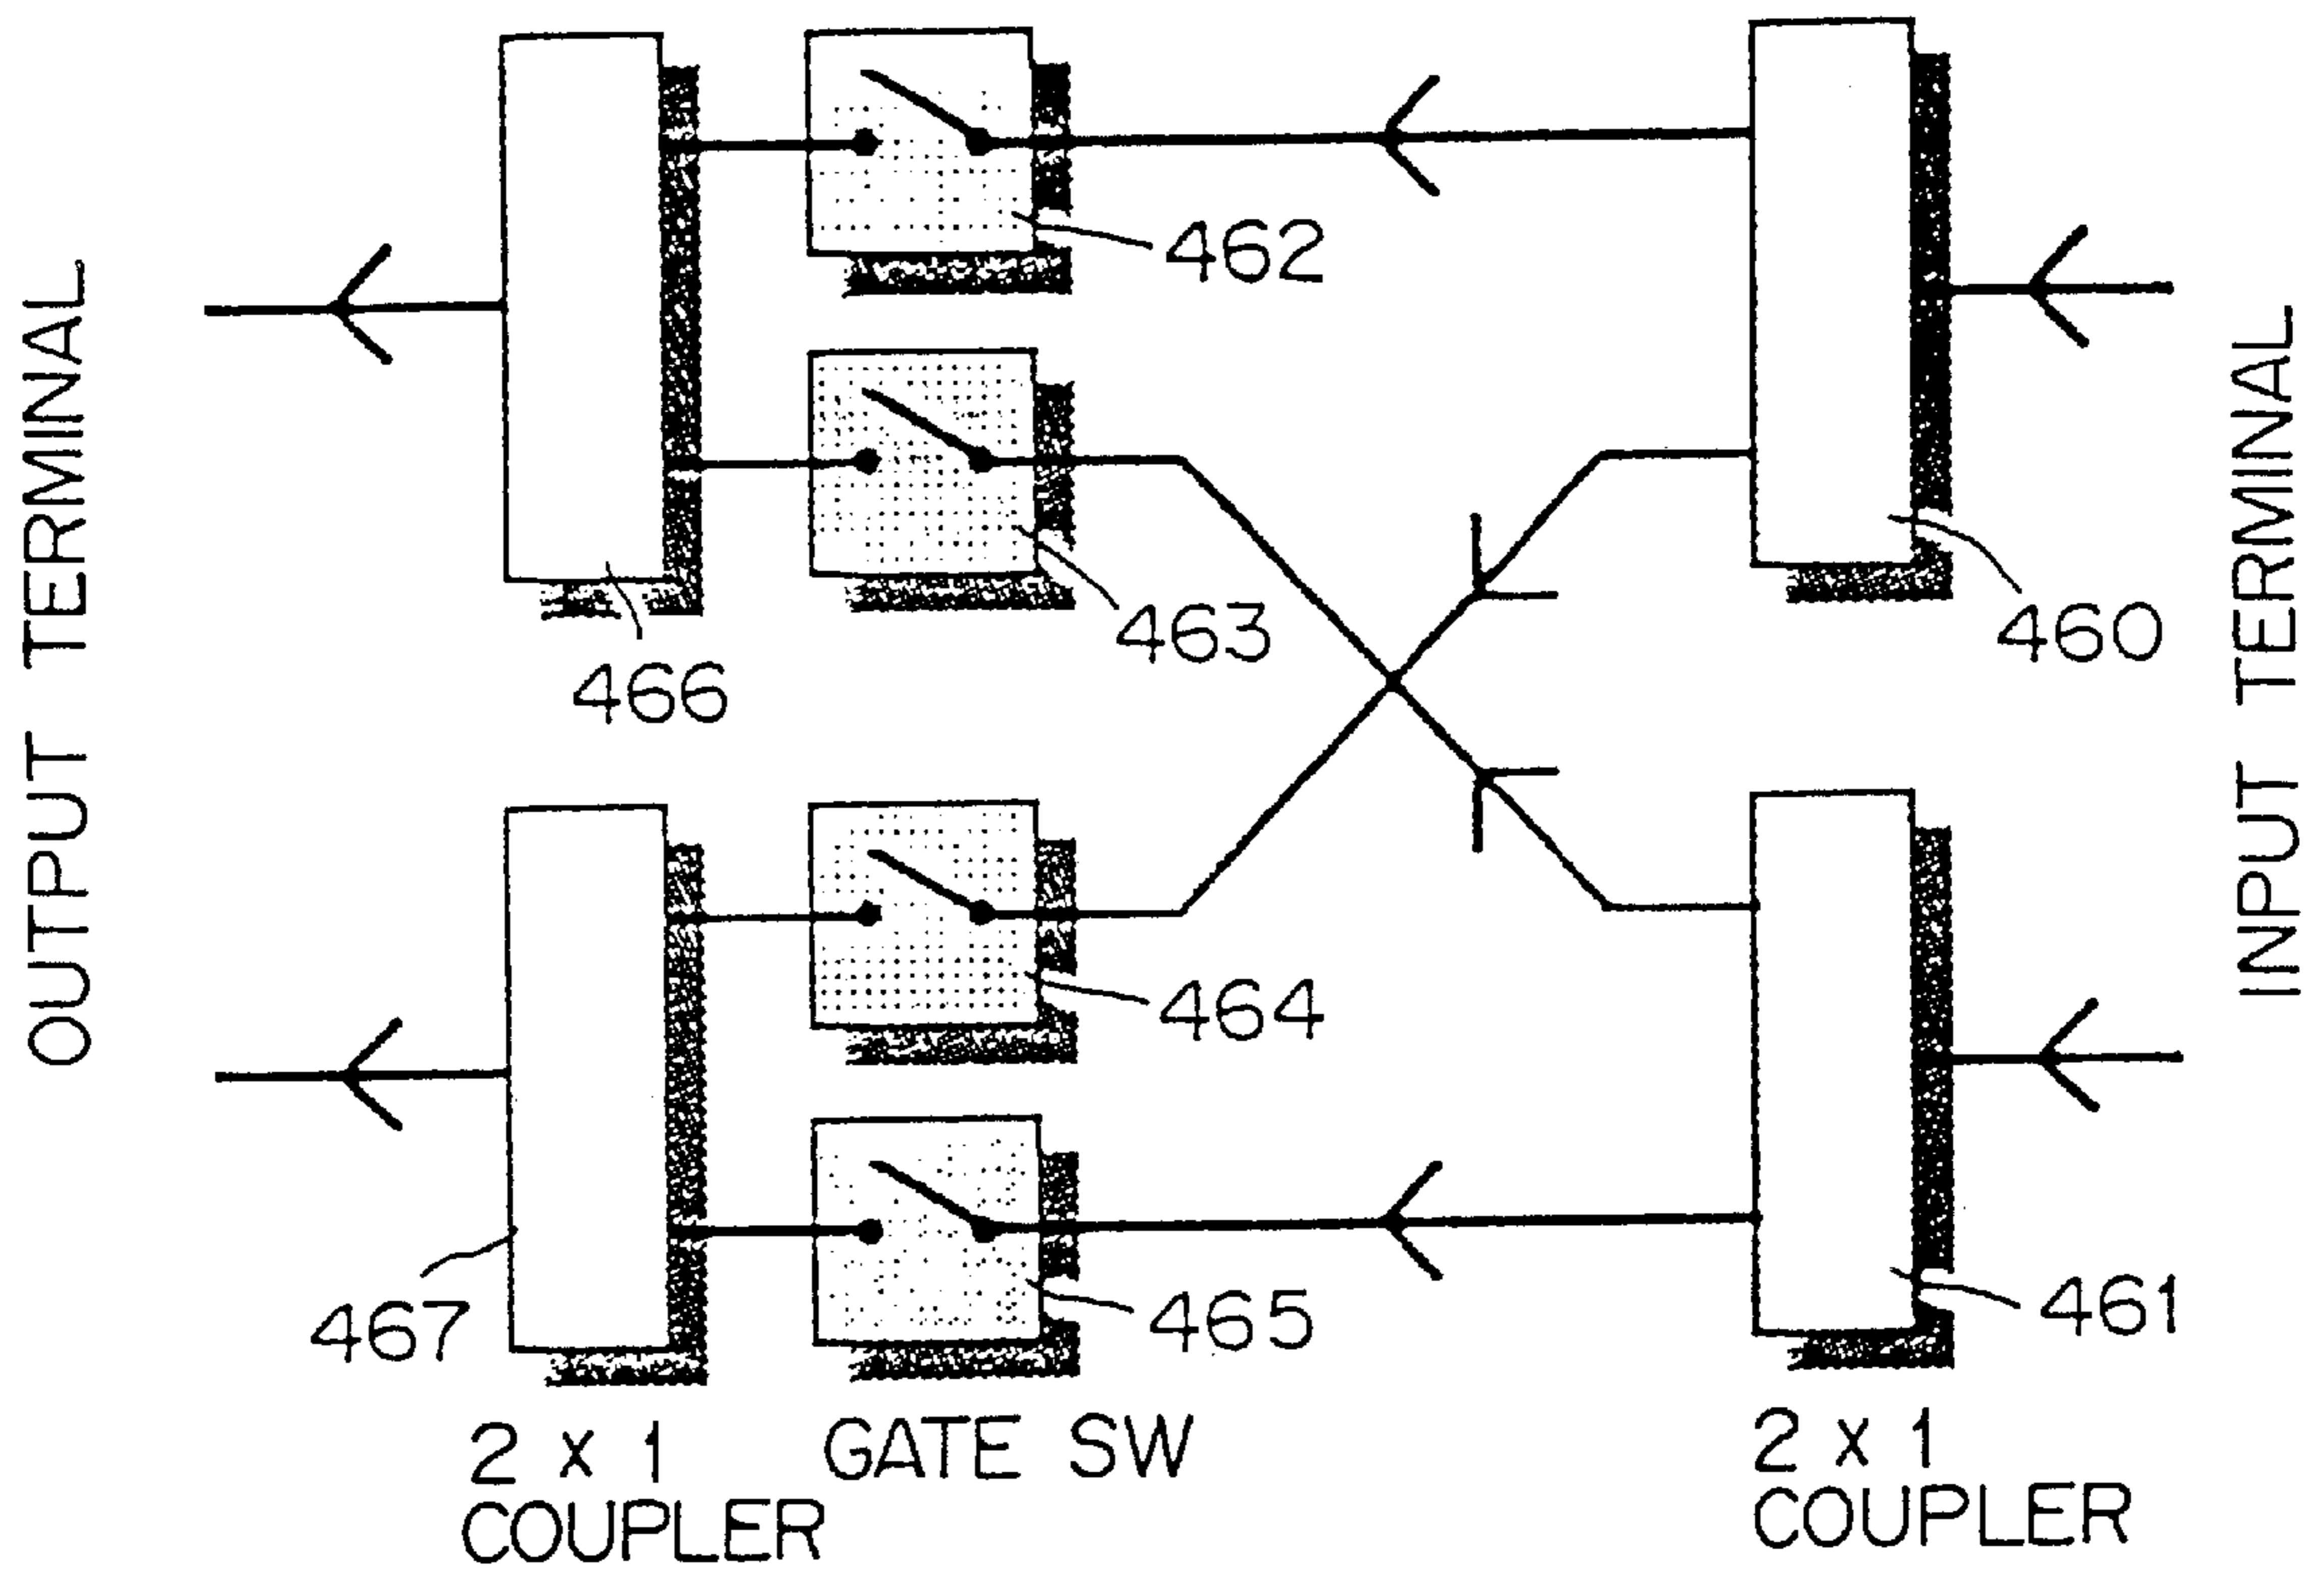 OUTPUT TERMINAL
INPUT TERMINAL
462
463
460
466
464
467
465
461
2 x 1
COUPLER
GATE SW
2 x 1
COUPLER